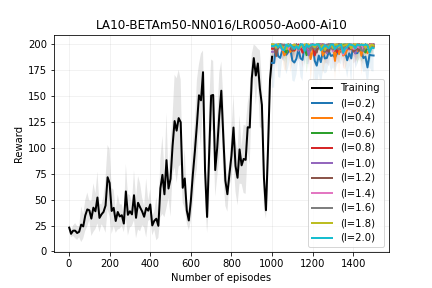 LA10-BETAm50-NN016/LR0050-Ao00-Ai10
Reward
200
175
150
125
100
75
50
25
0
Training
(l=0.2)
(l=0.4)
(l=0.6)
(l=0.8)
(l=1.0)
(l=1.2)
(l=1.4)
(l=1.6)
(l=1.8)
(l=2.0)
0 200 400 600 800 1000 1200 1400
Number of episodes